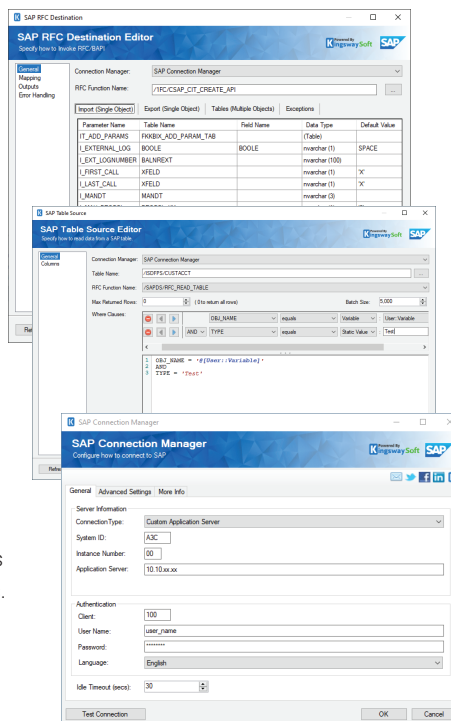 SAP RFC Destination
SAP RFC Destination Editor
Specify how to Invoke RFC/BAPI
Powered By
KingswaySoft
SAP
General
Mapping
Outputs
Error Handling
Connection Manager: SAP Connection Manager
RFC Function Name: /1FC/CSAP_CIT_CREATE_API ...
Import (Single Object) Export (Single Object) Tables (Multiple Objects) Exceptions
Parameter Name Table Name Field Name Data Type Default Value
IT_ADD_PARAMS FKKBIX_ADD_PARAM_TAB (Table)
I_EXTERNAL_LOG BOOLE BOOLE nvarchar (1) SPACE
I_EXT_LOGNUMBER BALNREXT nvarchar (100)
I_FIRST_CALL XFELD nvarchar (1) 'X'
I_LAST_CALL XFELD nvarchar (1) 'X'
I_MANDT MANDT nvarchar (3)
SAP Table Source
SAP Table Source Editor
Specify how to read data from a SAP table.
Powered By
KingswaySoft
SAP
General
Columns
Connection Manager: SAP Connection Manager
Table Name: /ISDFPS/CUSTACCT ...
RFC Function Name: /SAPDS/RFC_READ_TABLE
Max Returned Rows: 0 (0 to return all rows) Batch Size: 5,000
Where Clauses: OBJ_NAME equals Variable : User::Variable
AND TYPE equals Static Value : Test
1 OBJ_NAME = '@[User::Variable]'
2 AND
3 TYPE = 'Test'
SAP Connection Manager
SAP Connection Manager
Configure how to connect to SAP
Powered By
KingswaySoft
SAP
General Advanced Settings More Info
Server Information
Connection Type: Custom Application Server
System ID: A3C
Instance Number: 00
Application Server: 10.10.xx.xx
Authentication
Client: 100
User Name: user_name
Password: ********
Language: English
Idle Timeout (secs): 30
Test Connection OK Cancel